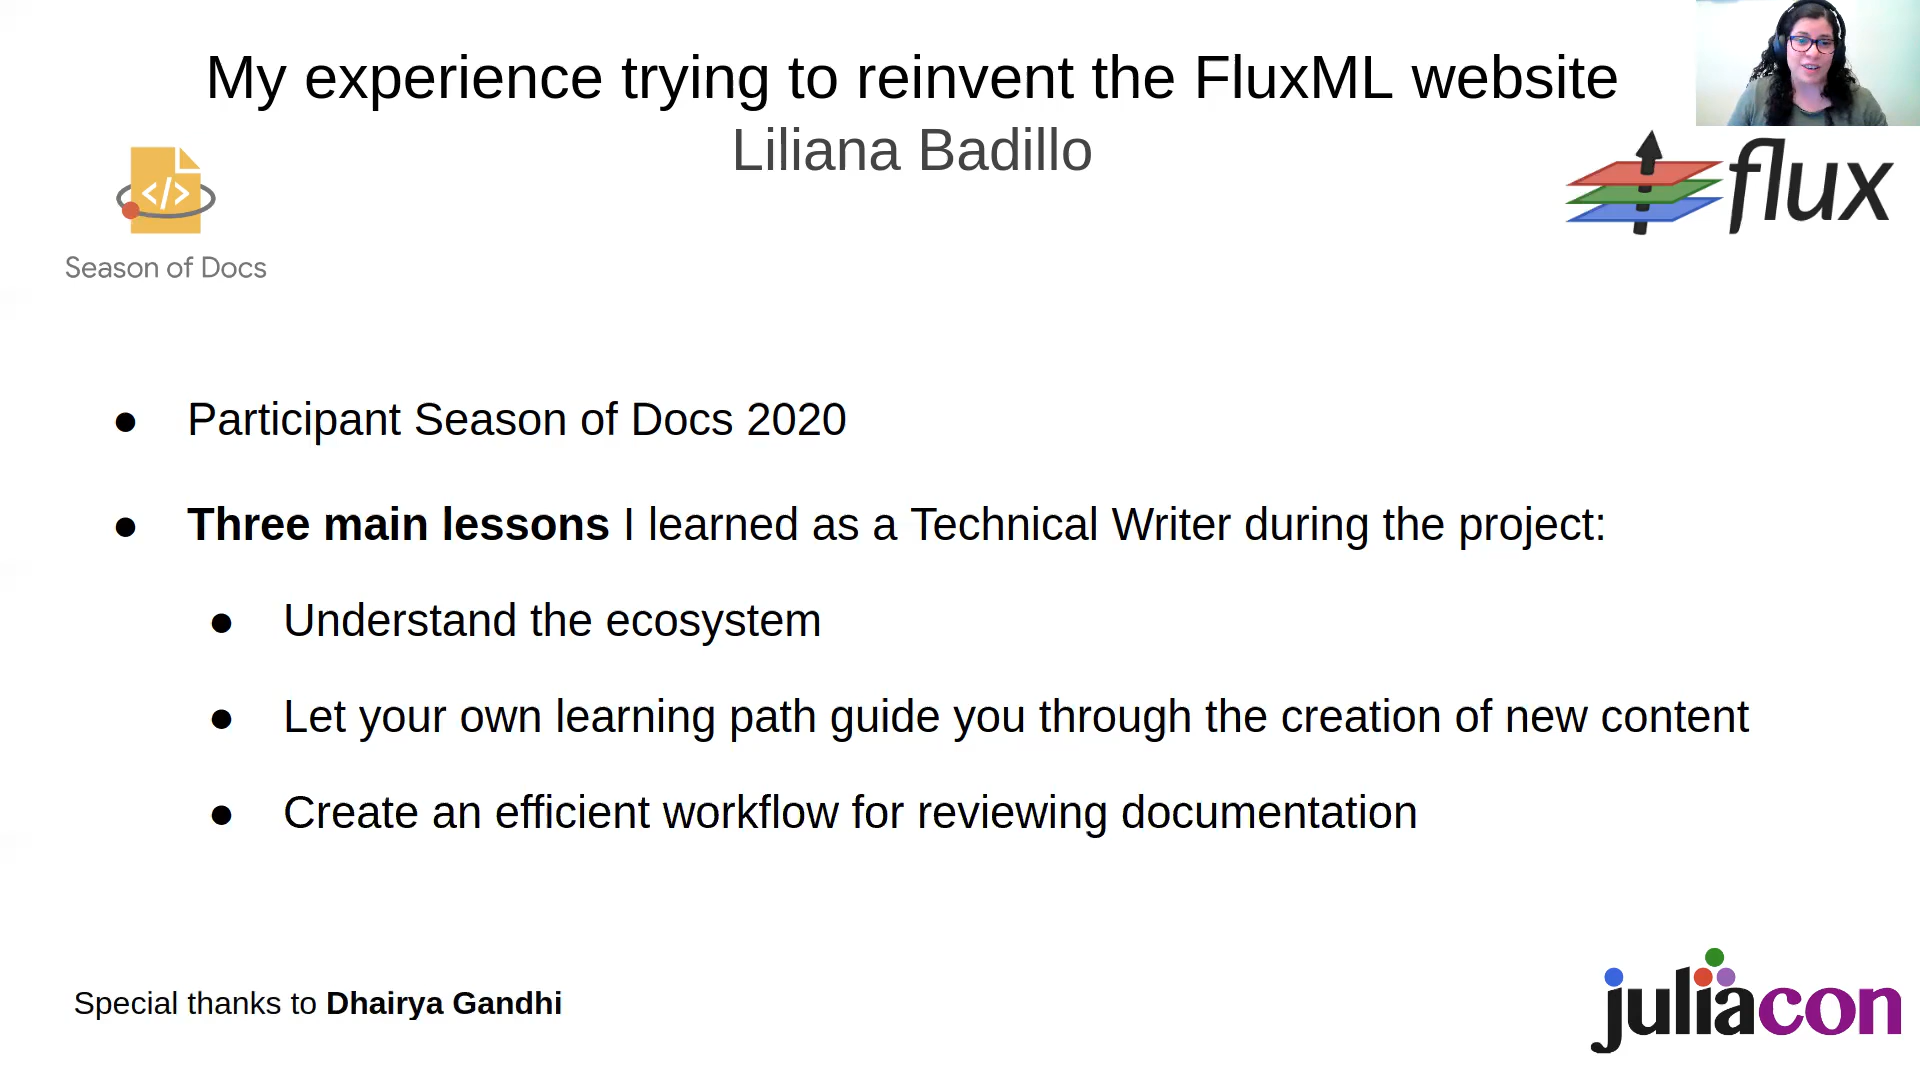 My experience trying to reinvent the FluxML website
Liliana Badillo
</>
Season of Docs
flux
● Participant Season of Docs 2020
● Three main lessons I learned as a Technical Writer during the project:
● Understand the ecosystem
● Let your own learning path guide you through the creation of new content
● Create an efficient workflow for reviewing documentation
Special thanks to Dhairya Gandhi
juliacon